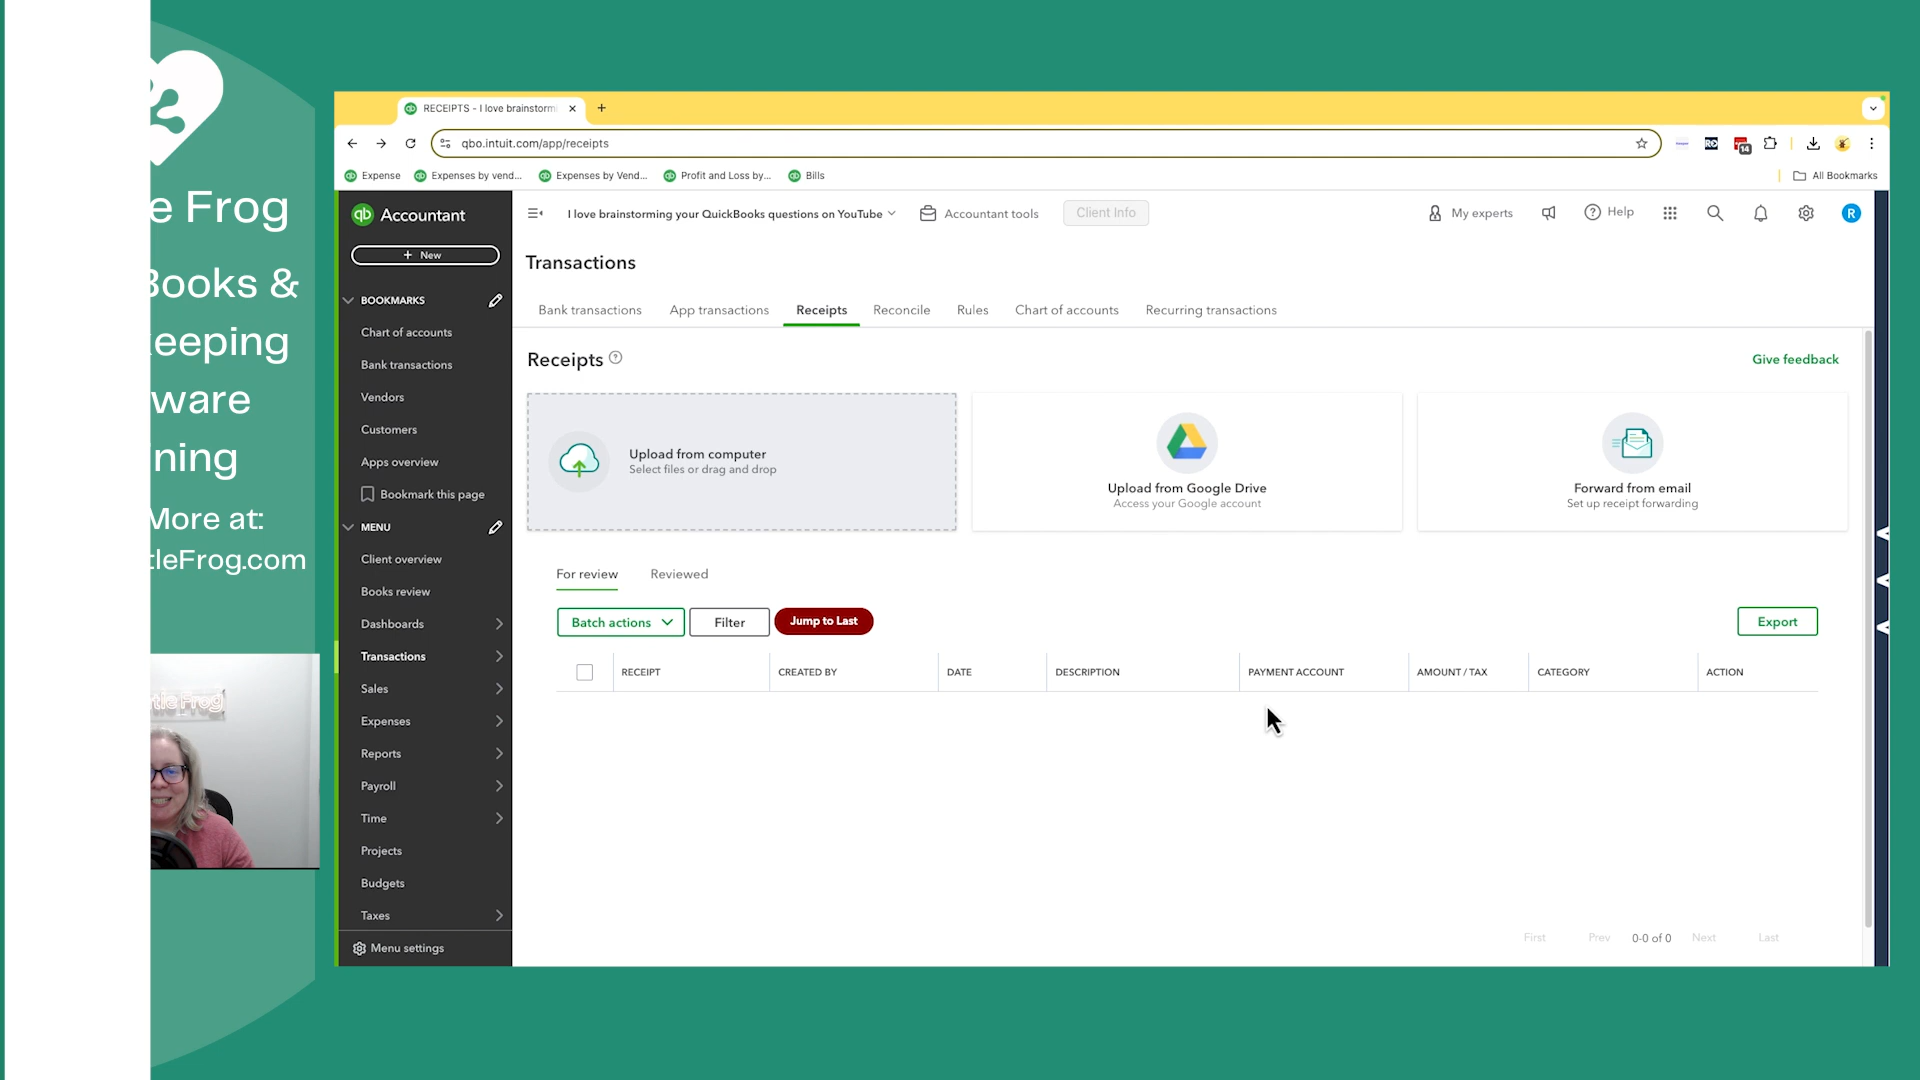 e Frog
Books &
keeping
ware
ning
More at:
tleFrog.com
tle Frog
RECEIPTS - I love brainstorm
qbo.intuit.com/app/receipts
14
Expense
Expenses by vend...
Expenses by Vend...
Profit and Loss by...
Bills
All Bookmarks
qb Accountant
I love brainstorming your QuickBooks questions on YouTube
Accountant tools
Client Info
My experts
Help
R
+ New
BOOKMARKS
Chart of accounts
Bank transactions
Vendors
Customers
Apps overview
Bookmark this page
MENU
Client overview
Books review
Dashboards
Transactions
Sales
Expenses
Reports
Payroll
Time
Projects
Budgets
Taxes
Menu settings
Transactions
Bank transactions
App transactions
Receipts
Reconcile
Rules
Chart of accounts
Recurring transactions
Receipts
Give feedback
Upload from computer
Select files or drag and drop
Upload from Google Drive
Access your Google account
Forward from email
Set up receipt forwarding
For review
Reviewed
Batch actions
Filter
Jump to Last
Export
RECEIPT
CREATED BY
DATE
DESCRIPTION
PAYMENT ACCOUNT
AMOUNT / TAX
CATEGORY
ACTION
First
Prev
0-0 of 0
Next
Last